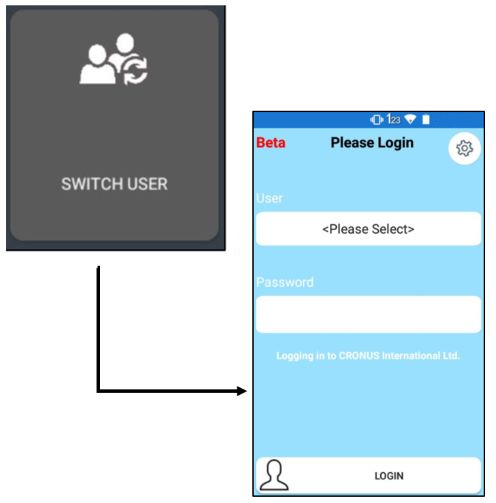 SWITCH USER
123
Beta
Please Login
User
<Please Select>
Password
Logging in to CRONUS International Ltd.
LOGIN